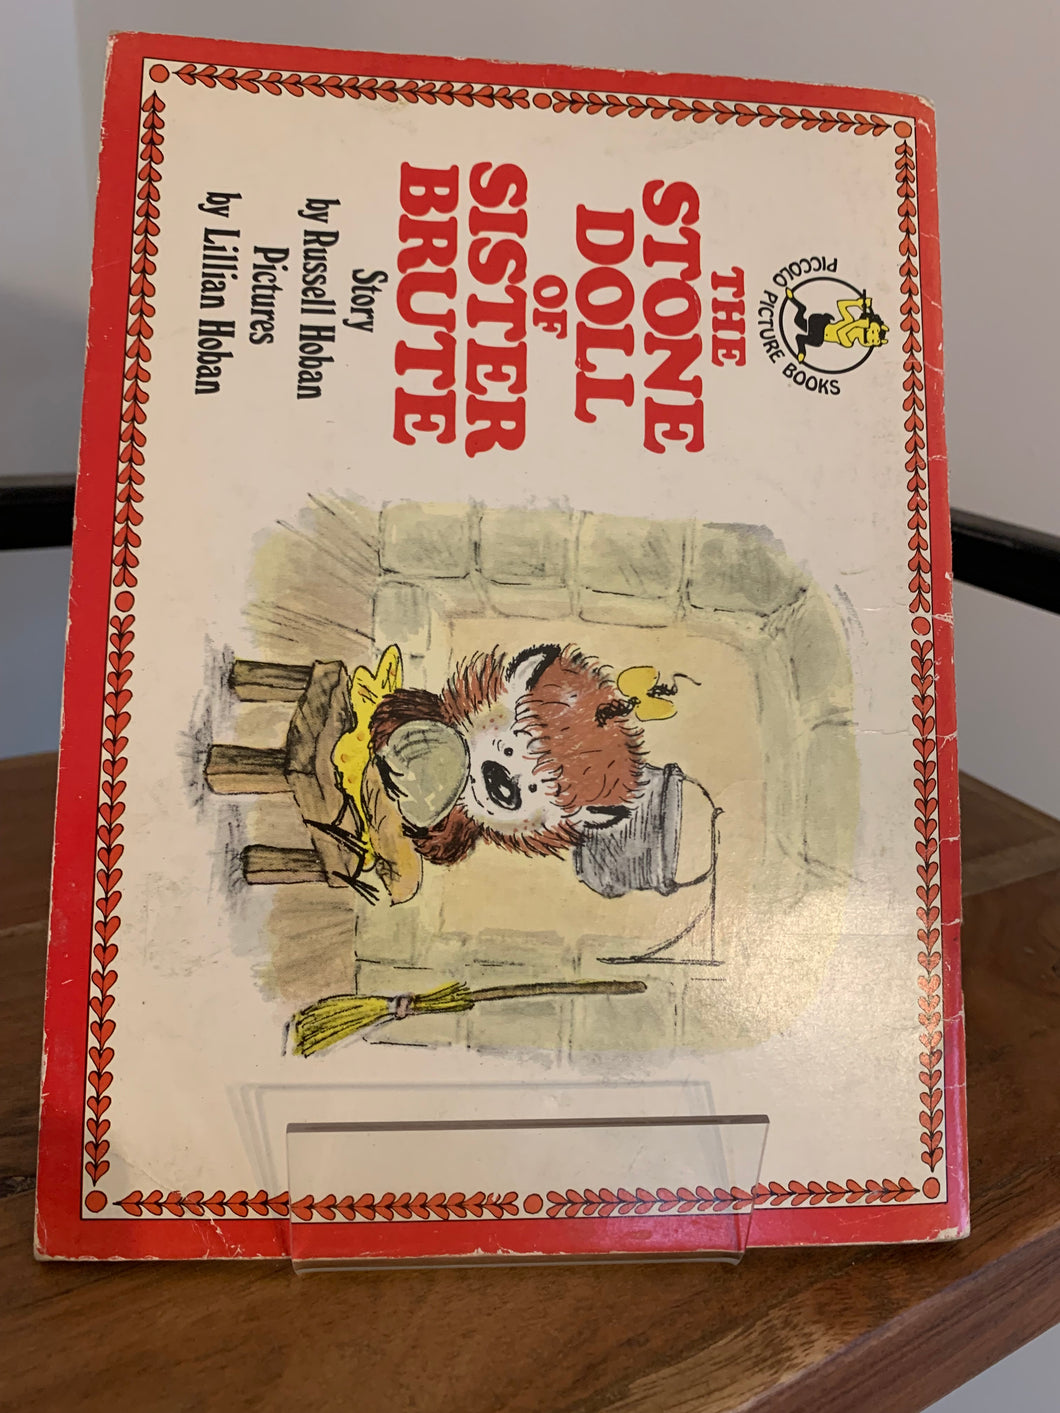 PICCOLO PICTURE BOOKS
THE
STONE
DOLL
OF
SISTER
BRUTE
Story
by Russell Hoban
Pictures
by Lillian Hoban